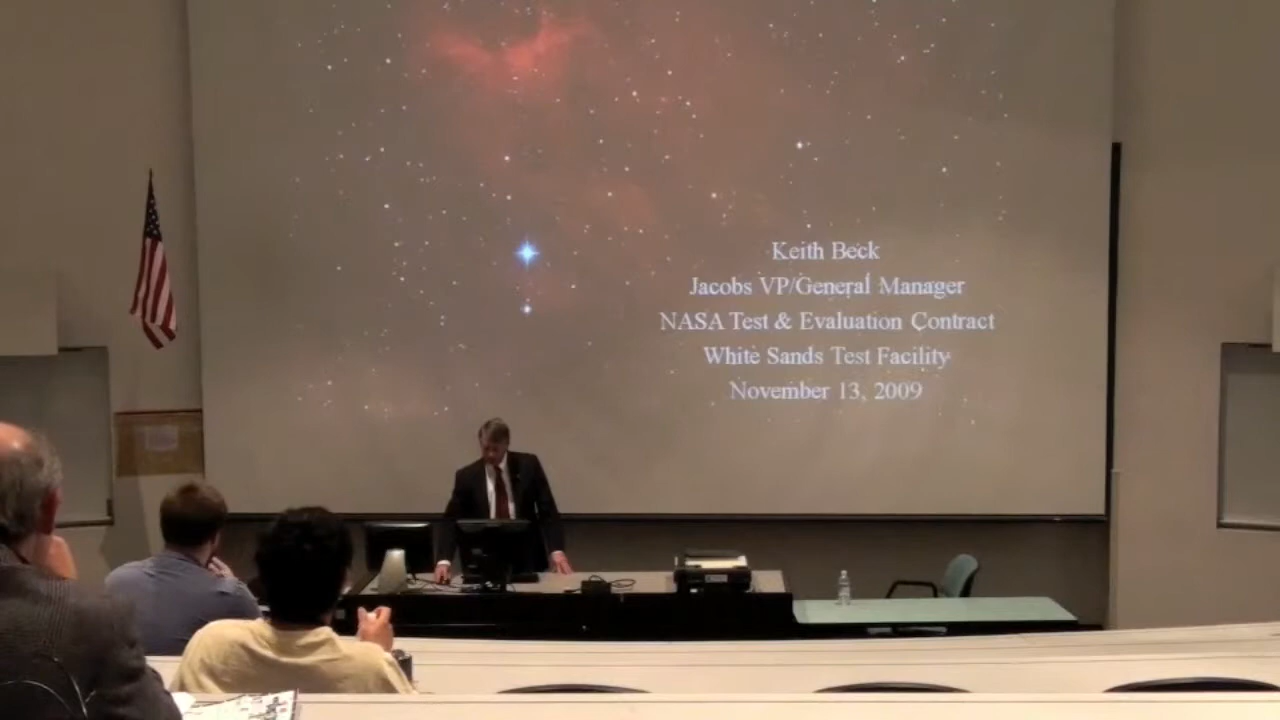 Keith Beck
Jacobs VP/General Manager
NASA Test & Evaluation Contract
White Sands Test Facility
November 13, 2009